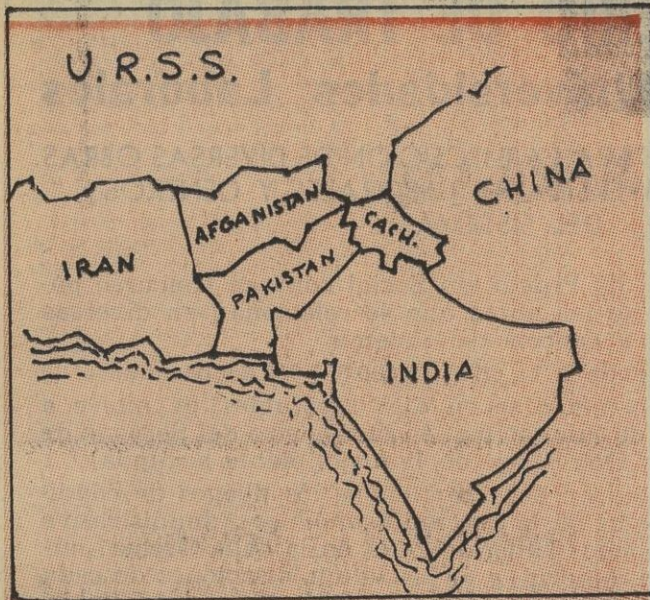 U.R.S.S.
CHINA
AFGANISTAN
CACH.
IRAN
PAKISTAN
INDIA